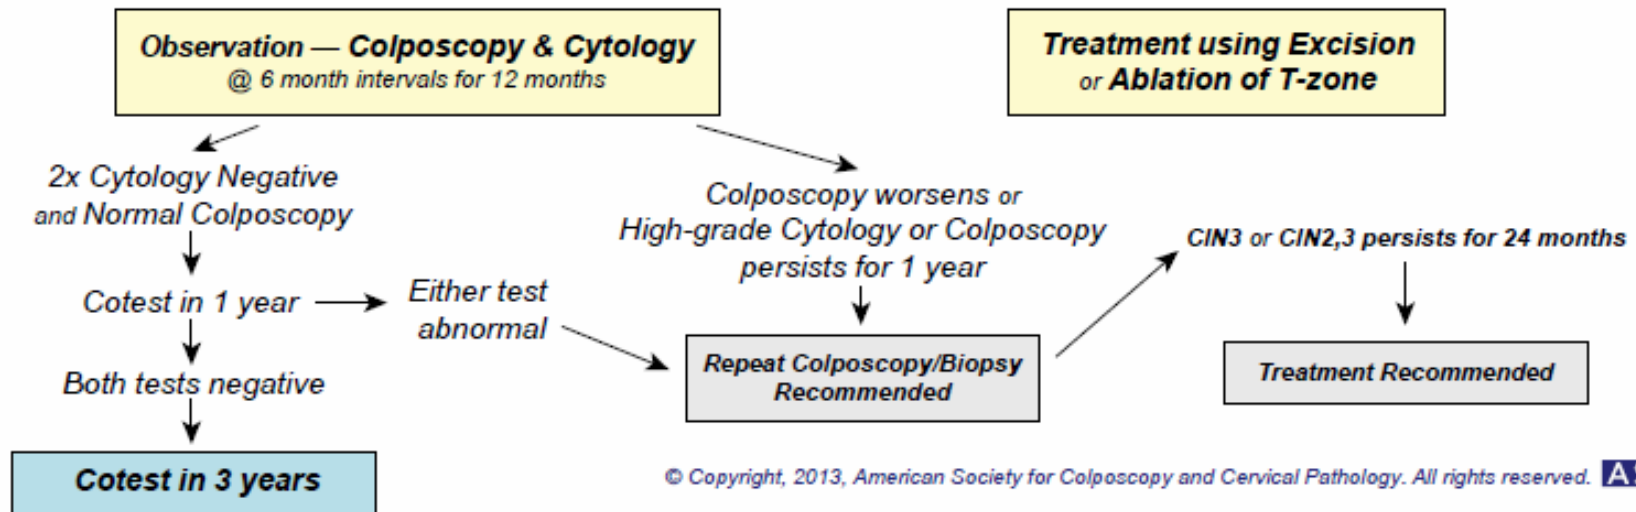 Observation — Colposcopy & Cytology
@ 6 month intervals for 12 months
Treatment using Excision
or Ablation of T-zone
2x Cytology Negative
and Normal Colposcopy
Colposcopy worsens or
High-grade Cytology or Colposcopy
persists for 1 year
CIN3 or CIN2,3 persists for 24 months
Cotest in 1 year
Either test
abnormal
Repeat Colposcopy/Biopsy
Recommended
Treatment Recommended
Both tests negative
Cotest in 3 years
© Copyright, 2013, American Society for Colposcopy and Cervical Pathology. All rights reserved.